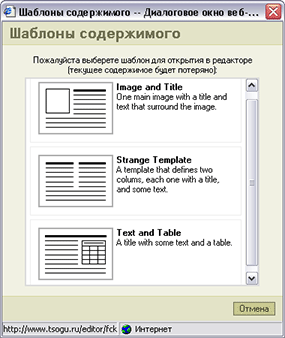 Шаблоны содержимого -- Диалоговое окно веб-...
Шаблоны содержимого
Пожалуйста выберете шаблон для открытия в редакторе
(текущее содержимое будет потеряно):
Image and Title
One main image with a title and
text that surround the image.
Strange Template
A template that defines two
colums, each one with a title,
and some text.
Text and Table
A title with some text and a table.
Отмена
http://www.tsogu.ru/editor/fck
Интернет